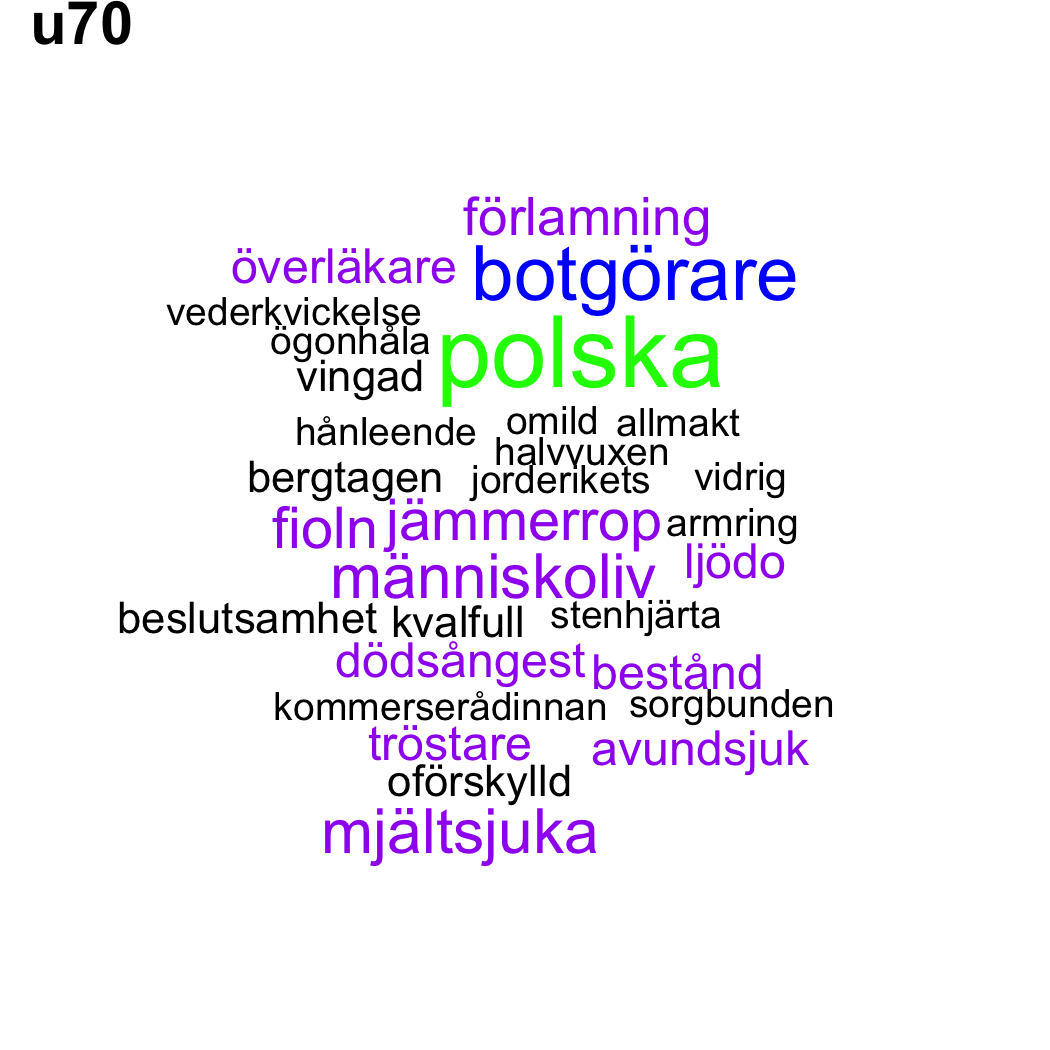 u70
förlamning
överläkare botgörare
vederkvickelse
ögonhåla polska
vingad
hånleende omild allmakt
halvvuxen
bergtagen jorderikets vidrig
fioln jämmerrop armring
människoliv ljödo
beslutsamhet kvalfull stenhjärta
dödsångest bestånd
kommerserådinnan sorgbunden
tröstare avundsjuk
oförskylld
mjältsjuka